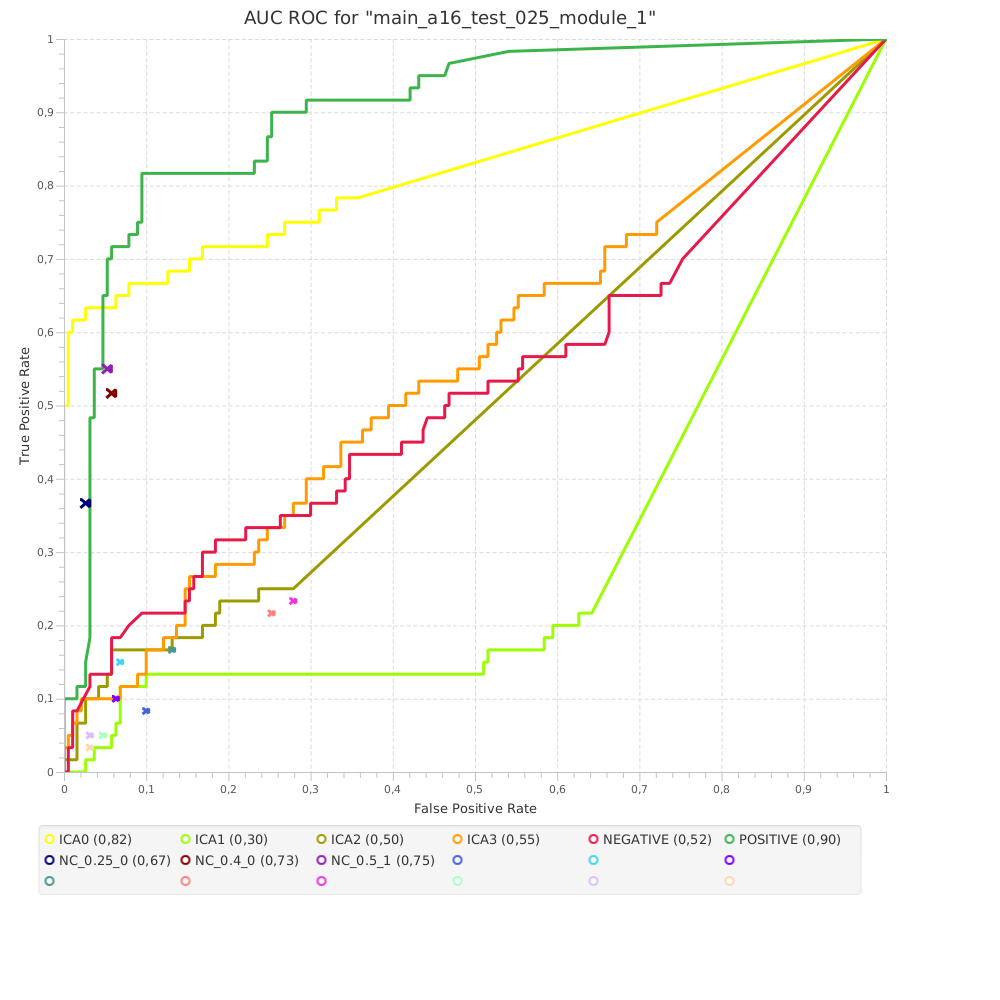 AUC ROC for "main_a16_test_025_module_1"
1
0,9
0,8
0,7
0,6
0,5
0,4
0,3
0,2
0,1
0
True Positive Rate
0 0,1 0,2 0,3 0,4 0,5 0,6 0,7 0,8 0,9 1
False Positive Rate
ICA0 (0,82) ICA1 (0,30) ICA2 (0,50) ICA3 (0,55) NEGATIVE (0,52) POSITIVE (0,90)
NC_0.25_0 (0,67) NC_0.4_0 (0,73) NC_0.5_1 (0,75)